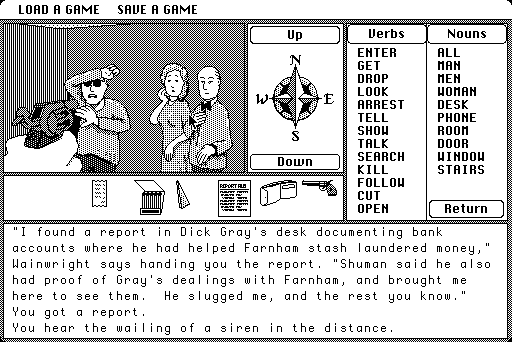 LOAD A GAME SAVE A GAME
Up
N
W E
S
Down
Verbs
ENTER
GET
DROP
LOOK
ARREST
TELL
SHOW
TALK
SEARCH
KILL
FOLLOW
CUT
OPEN
Nouns
ALL
MAN
MEN
WOMAN
DESK
PHONE
ROOM
DOOR
WINDOW
STAIRS
Return
"I found a report in Dick Gray's desk documenting bank
accounts where he had helped Farnham stash laundered money,"
Wainwright says handing you the report. "Shuman said he also
had proof of Gray's dealings with Farnham, and brought me
here to see them. He slugged me, and the rest you know."
You got a report.
You hear the wailing of a siren in the distance.